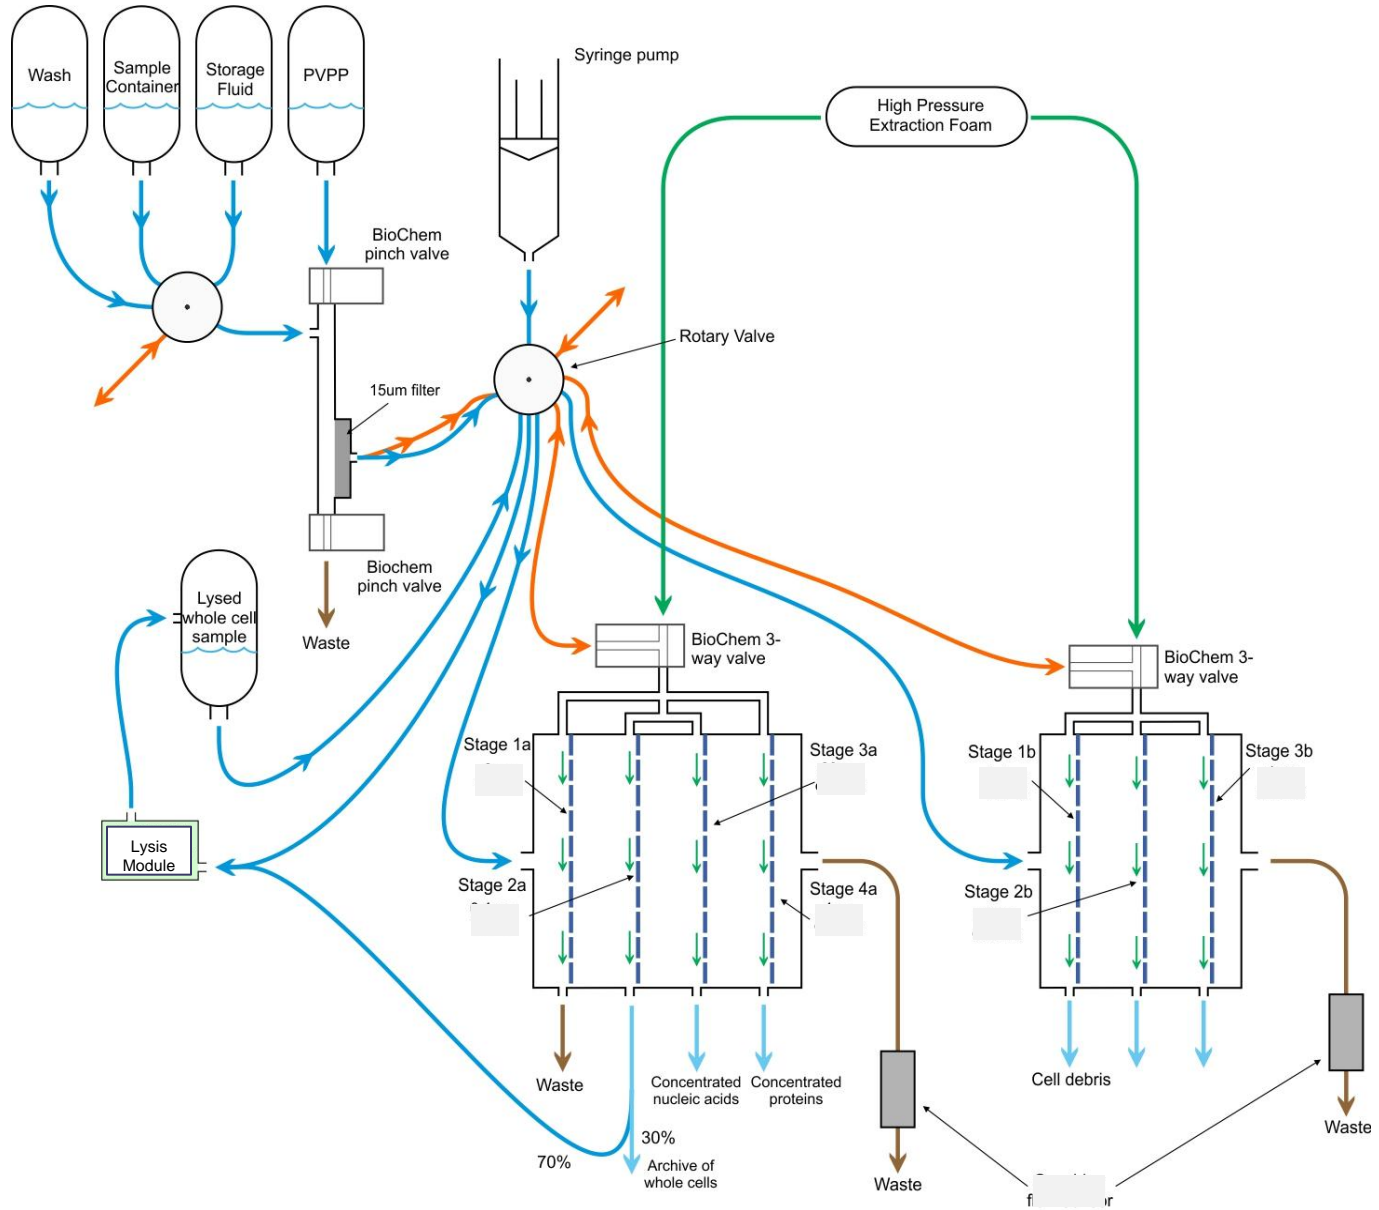 Wash
Sample
Container
Storage
Fluid
PVPP
Syringe pump
High Pressure
Extraction Foam
BioChem
pinch valve
Rotary Valve
15um filter
Biochem
pinch valve
Waste
Lysed
whole cell
sample
BioChem 3-
way valve
BioChem 3-
way valve
Stage 1a
Stage 3a
Stage 1b
Stage 3b
Lysis
Module
Stage 2a
Stage 4a
Stage 2b
Waste
Concentrated
nucleic acids
Concentrated
proteins
Cell debris
Waste
30%
70%
Archive of
whole cells
Waste